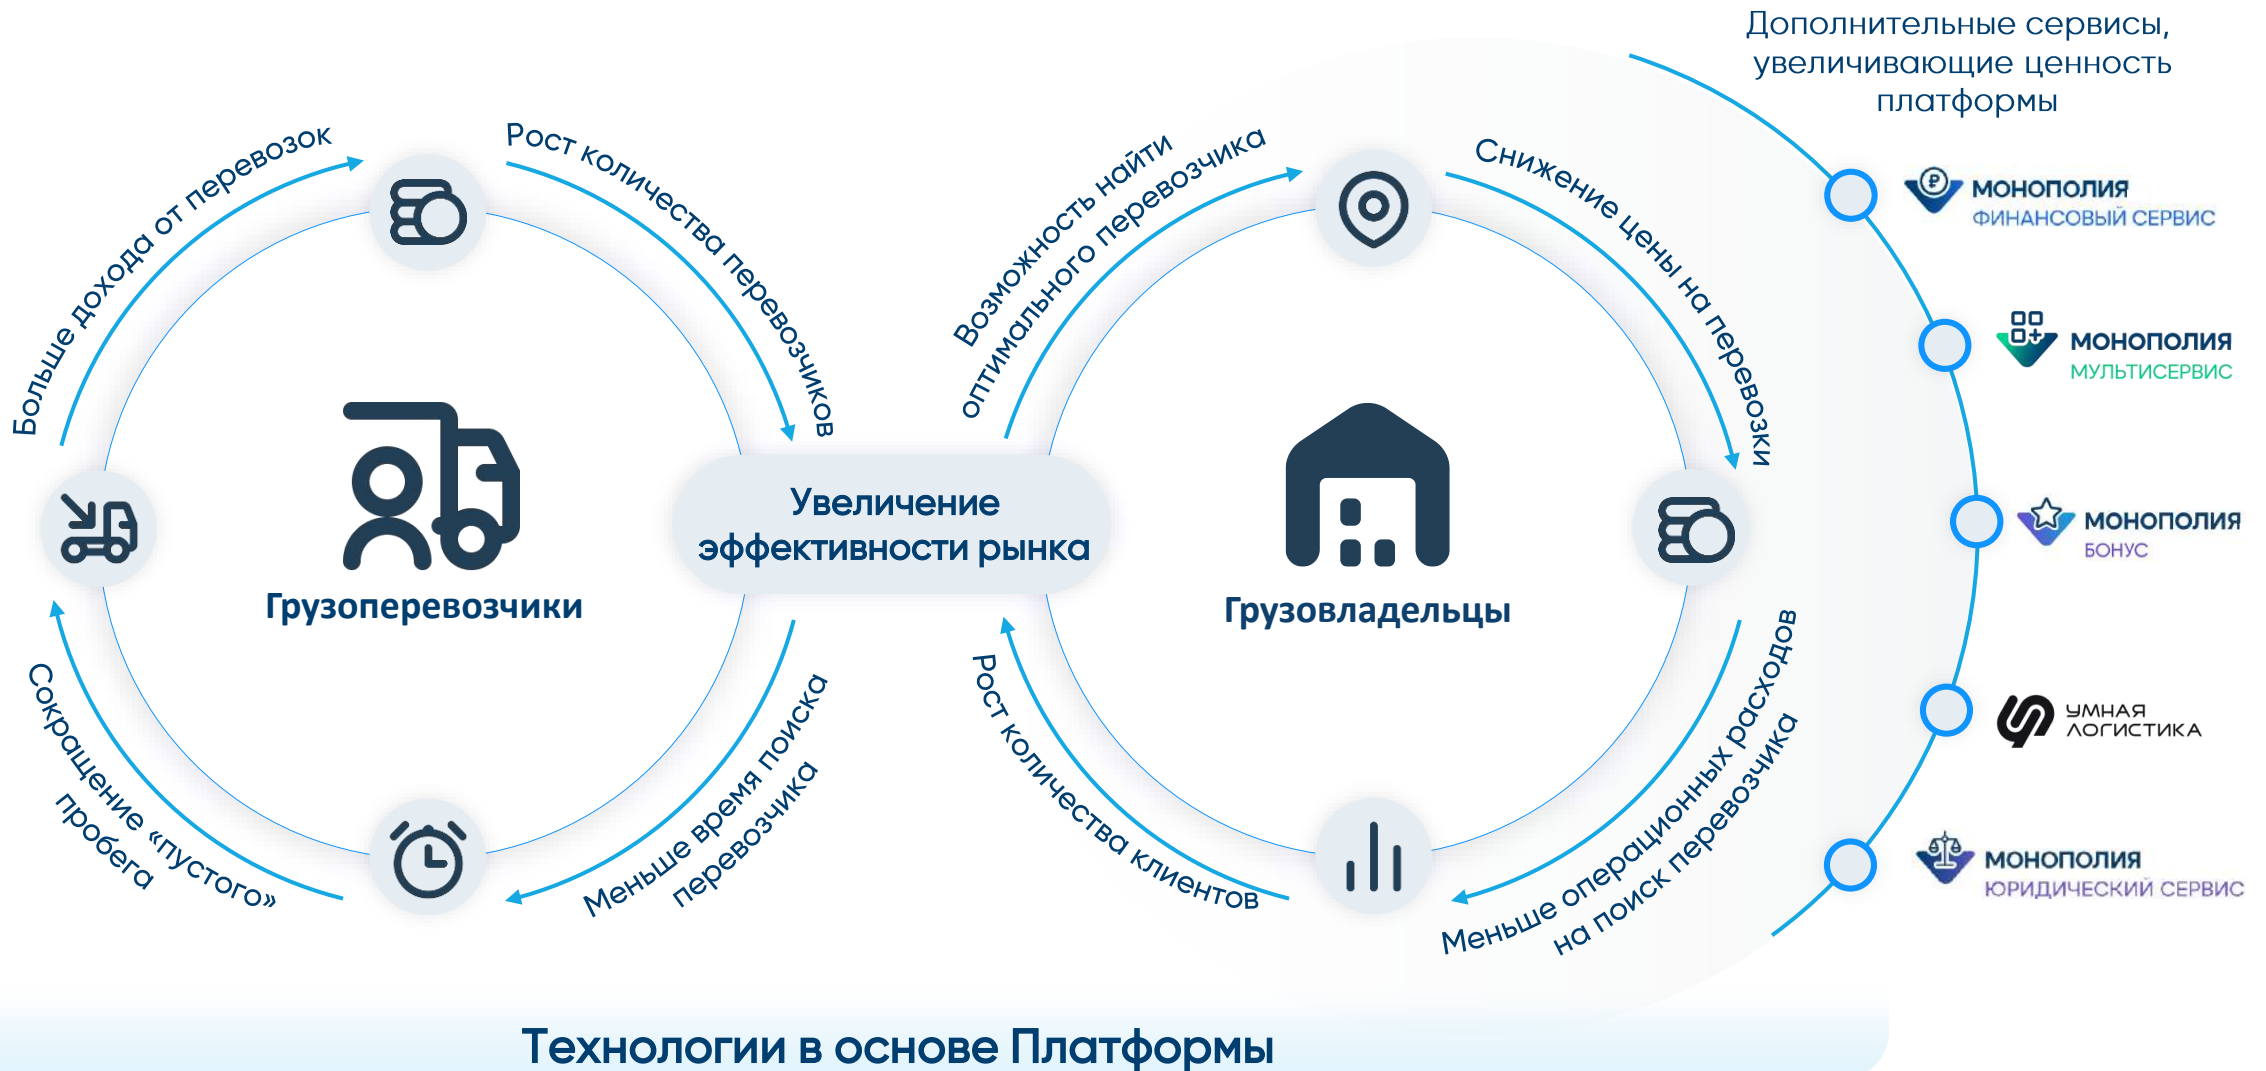 Дополнительные сервисы,
увеличивающие ценность
платформы
Больше дохода от перевозок
Рост количества перевозчиков
Возможность найти
оптимального перевозчика
Снижение цены на перевозки
МОНОПОЛИЯ
ФИНАНСОВЫЙ СЕРВИС
МОНОПОЛИЯ
МУЛЬТИСЕРВИС
Увеличение
эффективности рынка
МОНОПОЛИЯ
БОНУС
Грузоперевозчики
Грузовладельцы
Сокращение «пустого»
пробега
Меньше время поиска
перевозчика
Рост количества клиентов
Меньше операционных расходов
на поиск перевозчика
УМНАЯ
ЛОГИСТИКА
МОНОПОЛИЯ
ЮРИДИЧЕСКИЙ СЕРВИС
Технологии в основе Платформы